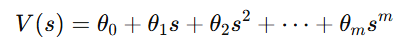 V(s) = θ₀ + θ₁s + θ₂s² + ⋯ + θₘsᵐ